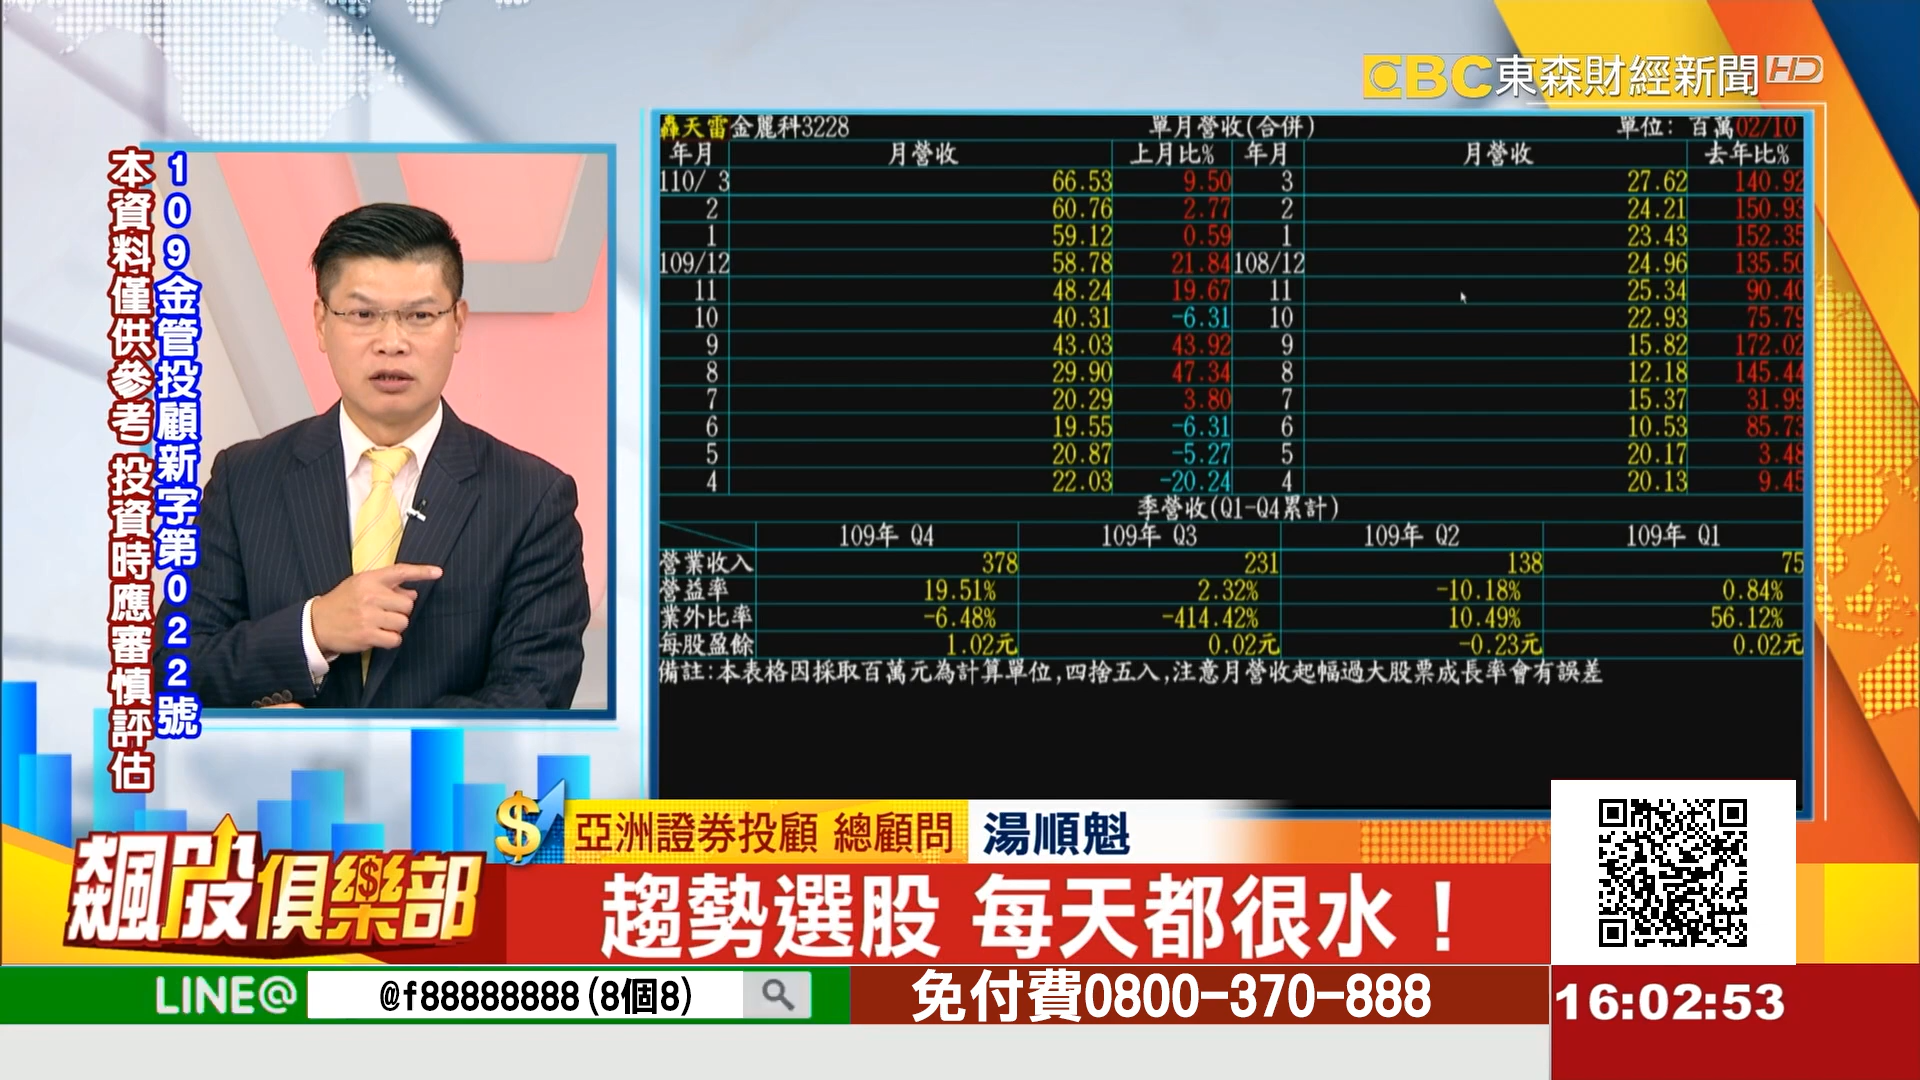 EBC東森財經新聞HD
109金管投顧新字第022號
本資料僅供參考 投資時應審慎評估
轟天雷金麗科3228 單月營收(合併) 單位: 百萬02/10
年月 月營收 上月比% 年月 月營收 去年比%
110/ 3 66.53 9.50 3 27.62 140.92
2 60.76 2.77 2 24.21 150.93
1 59.12 0.59 1 23.43 152.35
109/12 58.78 21.84 108/12 24.96 135.50
11 48.24 19.67 11 25.34 90.40
10 40.31 -6.31 10 22.93 75.79
9 43.03 43.92 9 15.82 172.02
8 29.90 47.34 8 12.18 145.44
7 20.29 3.80 7 15.37 31.99
6 19.55 -6.31 6 10.53 85.73
5 20.87 -5.27 5 20.17 3.48
4 22.03 -20.24 4 20.13 9.45
季營收(Q1-Q4累計)
109年 Q4 109年 Q3 109年 Q2 109年 Q1
營業收入 378 231 138 75
營益率 19.51% 2.32% -10.18% 0.84%
業外比率 -6.48% -414.42% 10.49% 56.12%
每股盈餘 1.02元 0.02元 -0.23元 0.02元
備註:本表格因採取百萬元為計算單位,四捨五入,注意月營收起幅過大股票成長率會有誤差
亞洲證券投顧 總顧問 湯順魁
飆股俱樂部
趨勢選股 每天都很水！
LINE@ @f88888888(8個8) 免付費0800-370-888
16:02:53